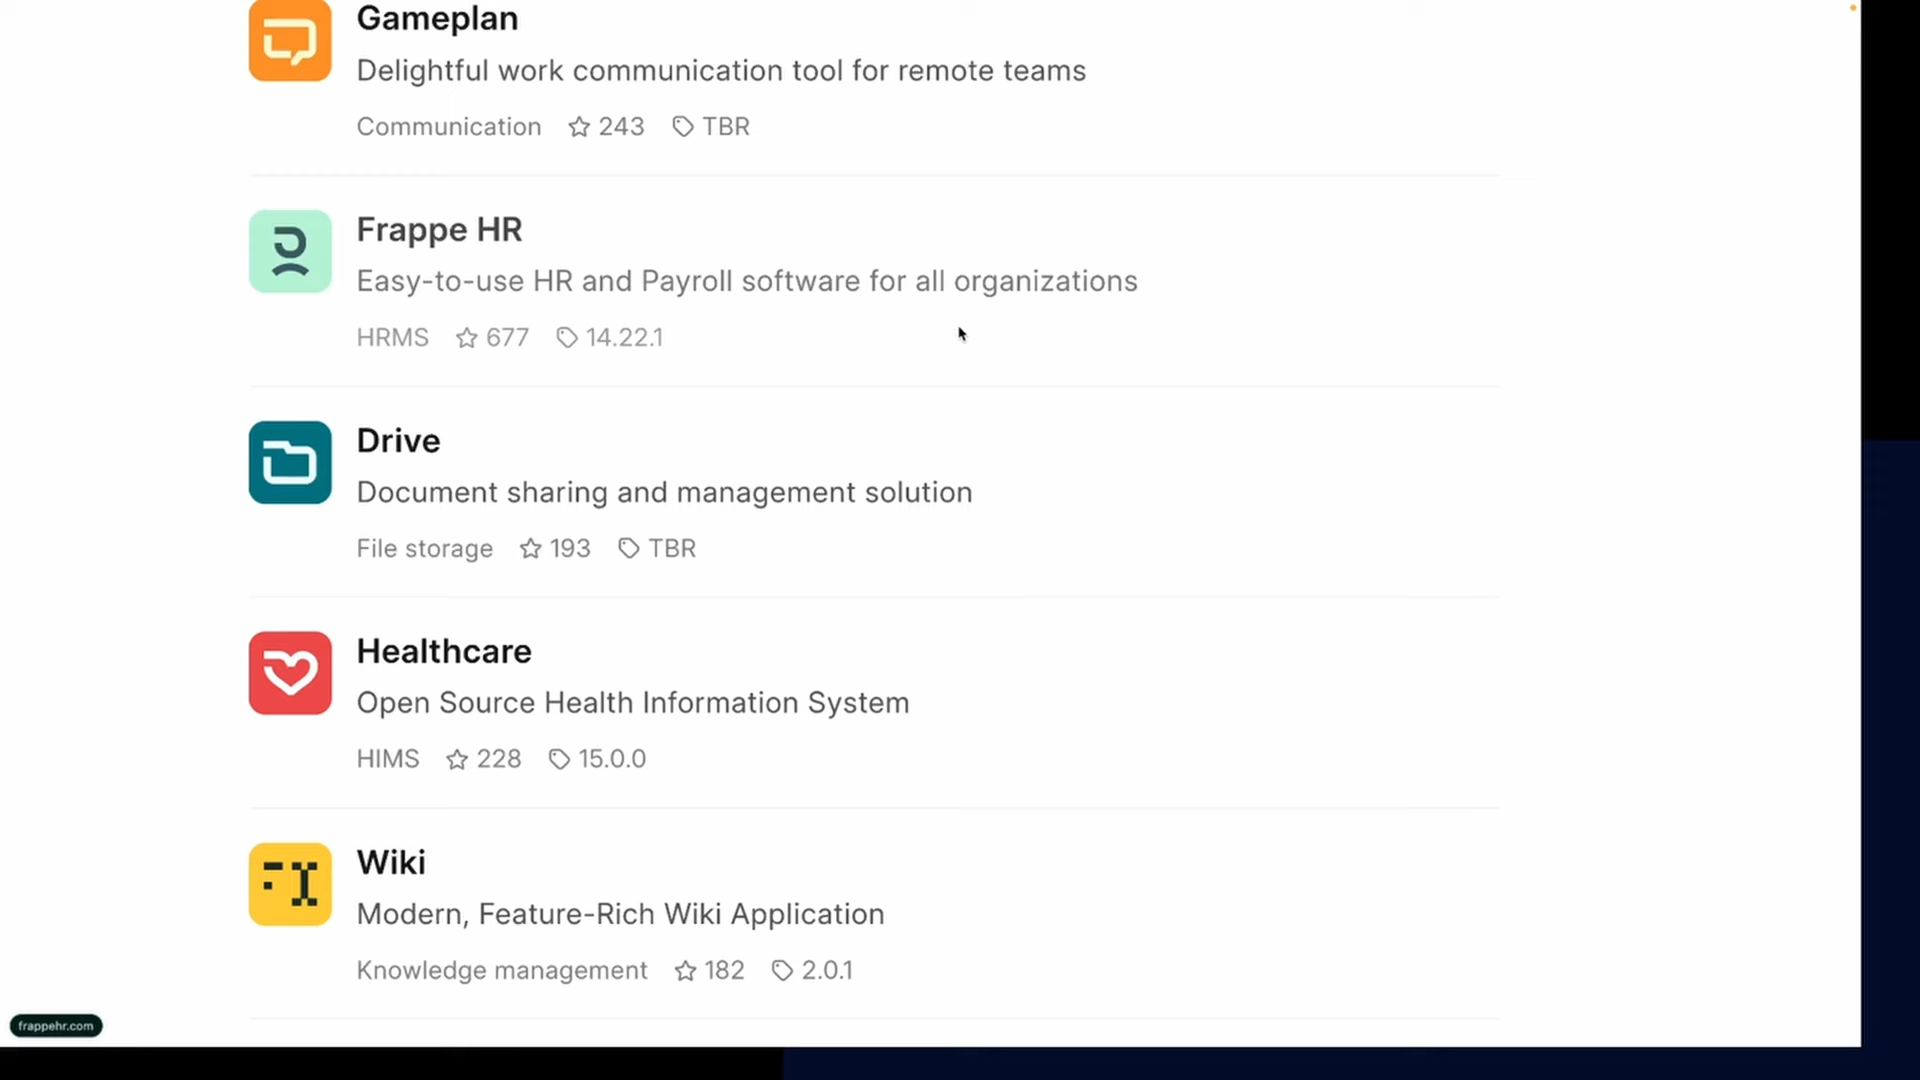 Gameplan
Delightful work communication tool for remote teams
Communication 243 TBR
Frappe HR
Easy-to-use HR and Payroll software for all organizations
HRMS 677 14.22.1
Drive
Document sharing and management solution
File storage 193 TBR
Healthcare
Open Source Health Information System
HIMS 228 15.0.0
Wiki
Modern, Feature-Rich Wiki Application
Knowledge management 182 2.0.1
frappehr.com